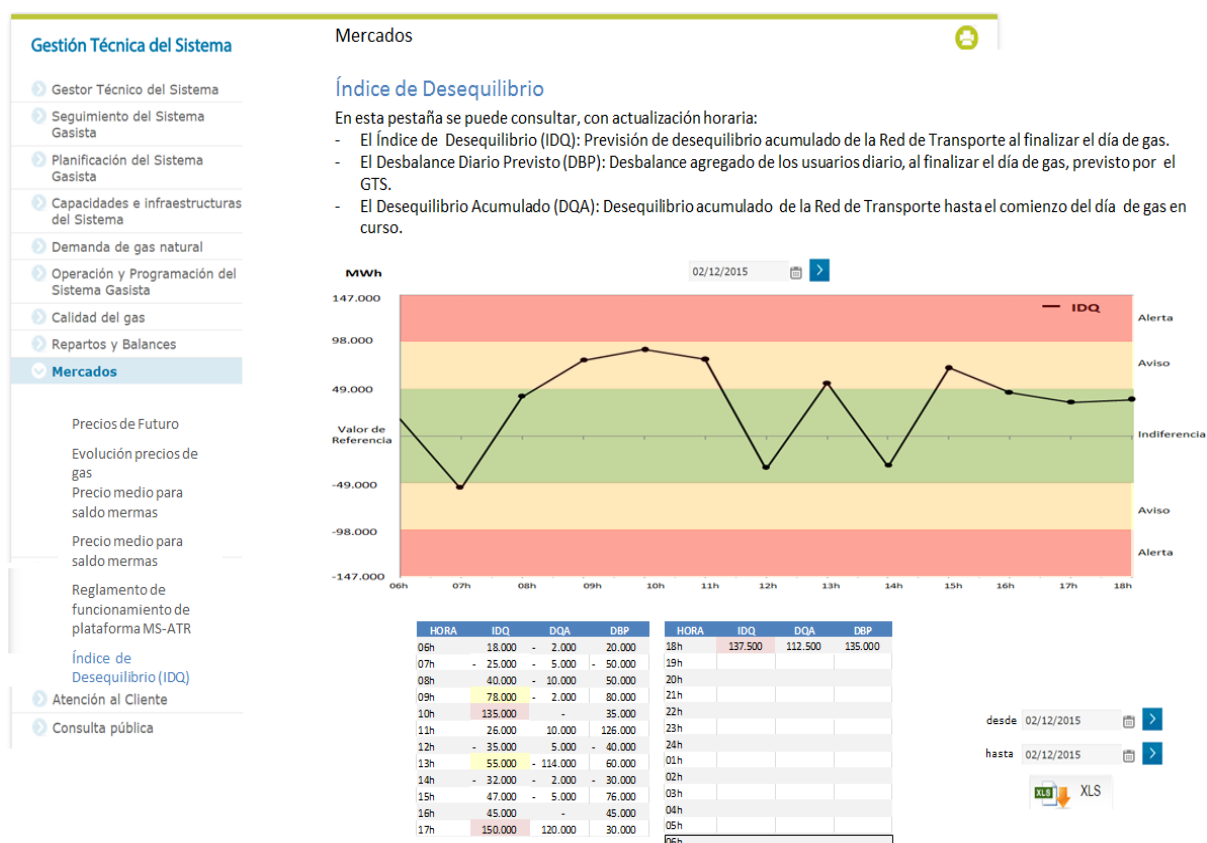 Gestión Técnica del Sistema
Gestor Técnico del Sistema
Seguimiento del Sistema
Gasista
Planificación del Sistema
Gasista
Capacidades e infraestructuras
del Sistema
Demanda de gas natural
Operación y Programación del
Sistema Gasista
Calidad del gas
Repartos y Balances
Mercados
Precios de Futuro
Evolución precios de
gas
Precio medio para
saldo mermas
Precio medio para
saldo mermas
Reglamento de
funcionamiento de
plataforma MS-ATR
Índice de
Desequilibrio (IDQ)
Atención al Cliente
Consulta pública
Mercados
Índice de Desequilibrio
En esta pestaña se puede consultar, con actualización horaria:
- El Índice de Desequilibrio (IDQ): Previsión de desequilibrio acumulado de la Red de Transporte al finalizar el día de gas.
- El Desbalance Diario Previsto (DBP): Desbalance agregado de los usuarios diario, al finalizar el día de gas, previsto por el
GTS.
- El Desequilibrio Acumulado (DQA): Desequilibrio acumulado de la Red de Transporte hasta el comienzo del día de gas en
curso.
MWh
02/12/2015
147.000
98.000
49.000
Valor de
Referencia
-49.000
-98.000
-147.000
IDQ
Alerta
Aviso
Indiferencia
Aviso
Alerta
06h 07h 08h 09h 10h 11h 12h 13h 14h 15h 16h 17h 18h
HORA IDQ DQA DBP
06h 18.000 - 2.000 20.000
07h - 25.000 - 5.000 - 50.000
08h 40.000 - 10.000 50.000
09h 78.000 - 2.000 80.000
10h 135.000 - 35.000
11h 26.000 10.000 126.000
12h - 35.000 5.000 - 40.000
13h 55.000 - 114.000 60.000
14h - 32.000 - 2.000 - 30.000
15h 47.000 - 5.000 76.000
16h 45.000 - 45.000
17h 150.000 120.000 30.000
HORA IDQ DQA DBP
18h 137.500 112.500 135.000
19h
20h
21h
22h
23h
24h
01h
02h
03h
04h
05h
06h
desde 02/12/2015
hasta 02/12/2015
XLS XLS